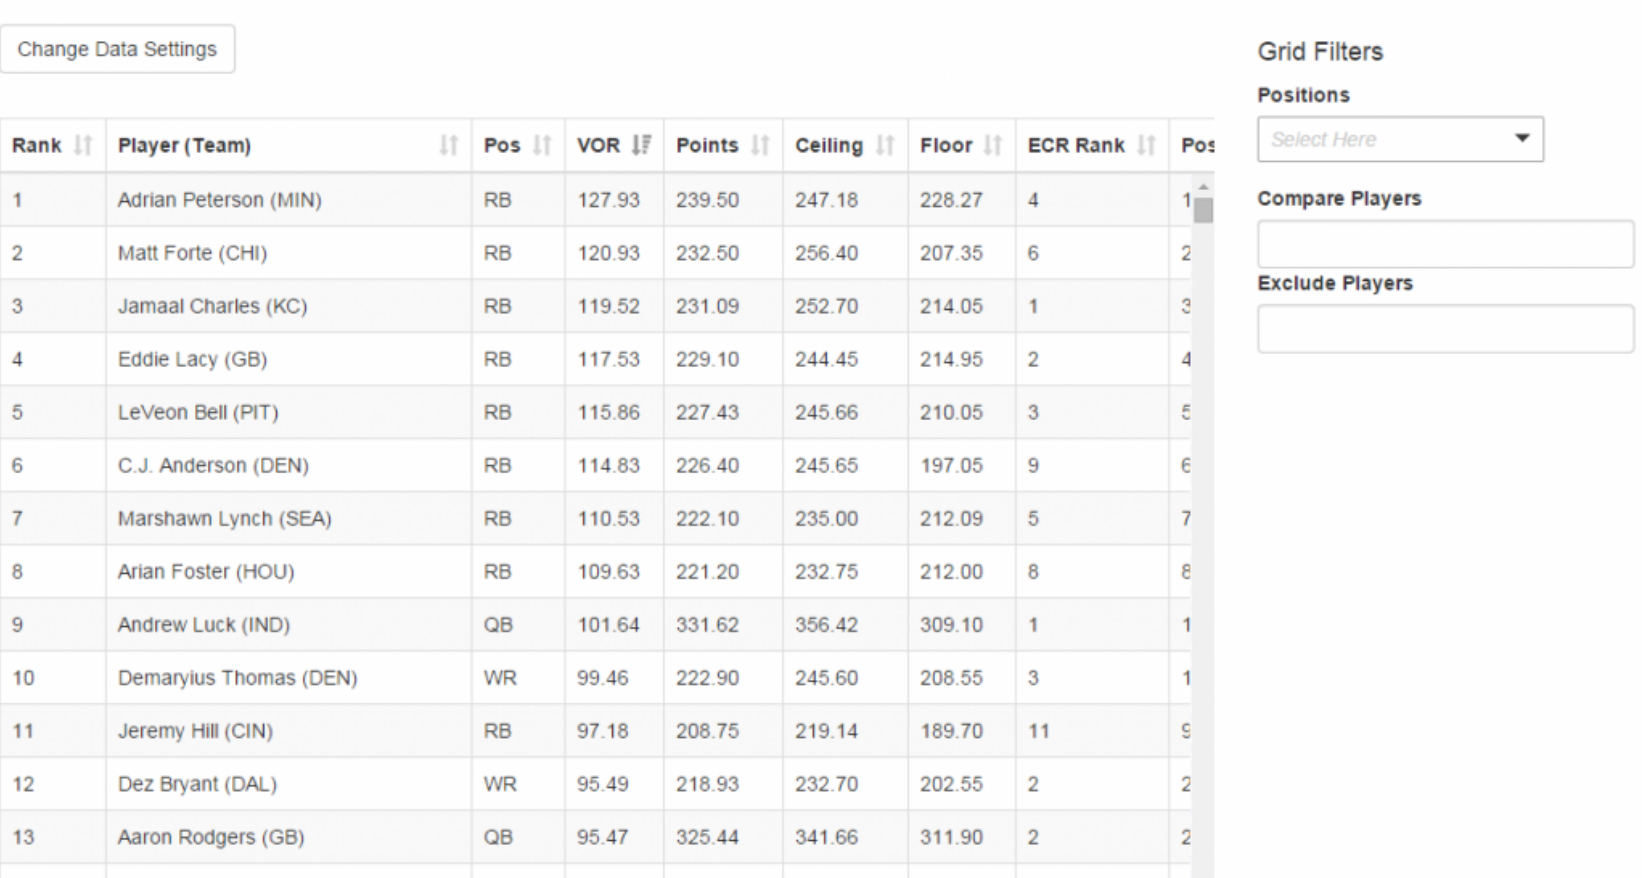 Change Data Settings
Grid Filters
Positions
Select Here
Compare Players
Exclude Players
Rank Player (Team) Pos VOR Points Ceiling Floor ECR Rank Pos
1 Adrian Peterson (MIN) RB 127.93 239.50 247.18 228.27 4 1
2 Matt Forte (CHI) RB 120.93 232.50 256.40 207.35 6 2
3 Jamaal Charles (KC) RB 119.52 231.09 252.70 214.05 1 3
4 Eddie Lacy (GB) RB 117.53 229.10 244.45 214.95 2 4
5 LeVeon Bell (PIT) RB 115.86 227.43 245.66 210.05 3 5
6 C.J. Anderson (DEN) RB 114.83 226.40 245.65 197.05 9 6
7 Marshawn Lynch (SEA) RB 110.53 222.10 235.00 212.09 5 7
8 Arian Foster (HOU) RB 109.63 221.20 232.75 212.00 8 8
9 Andrew Luck (IND) QB 101.64 331.62 356.42 309.10 1 1
10 Demaryius Thomas (DEN) WR 99.46 222.90 245.60 208.55 3 1
11 Jeremy Hill (CIN) RB 97.18 208.75 219.14 189.70 11 9
12 Dez Bryant (DAL) WR 95.49 218.93 232.70 202.55 2 2
13 Aaron Rodgers (GB) QB 95.47 325.44 341.66 311.90 2 2